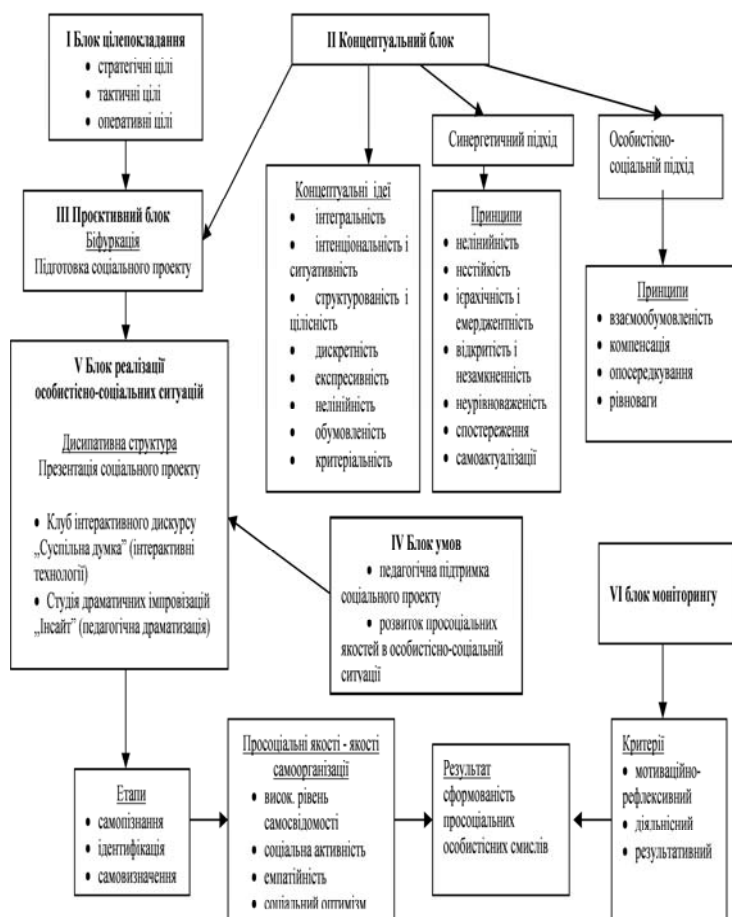 І Блок цілепокладання
• стратегічні цілі
• тактичні цілі
• оперативні цілі
ІІ Концептуальний блок
Синергетичний підхід
Особистісно-
соціальній підхід
ІІІ Проєктивний блок
Біфуркація
Підготовка соціального проекту
Концептуальні ідеї
• інтегральність
• інтенціональність і
ситуативність
• структурованість і
цілісність
• дискретність
• експресивність
• нелінійність
• обумовленість
• критеріальність
Принципи
• нелінийність
• нестійкість
• ієрахічність і
емерджентність
• відкритість і
незамкненність
• неурівноваженість
• спостереження
• самоактуалізації
Принципи
• взаємообумовленість
• компенсація
• опосередкування
• рівноваги
V Блок реалізації
особистісно-соціальних ситуацій
Дисипативна структура
Презентація соціального проекту
• Клуб інтерактивного дискурсу
„Суспільна думка” (інтерактивні
технології)
• Студія драматичних імпровізацій
„Інсайт” (педагогічна драматизація)
IV Блок умов
• педагогічна підтримка
соціального проекту
• розвиток просоціальних
якостей в особистісно-соціальній
ситуації
VI блок моніторингу
Етапи
• самопізнання
• ідентифікація
• самовизначення
Просоціальні якості - якості
самоорганізації
• висок. рівень
самосвідомості
• соціальна активність
• емпатійність
• соціальний оптимізм
Результат
сформованість
просоціальних
особистісних смислів
Критерії
• мотиваційно-
рефлексивний
• діяльнісний
• результативний